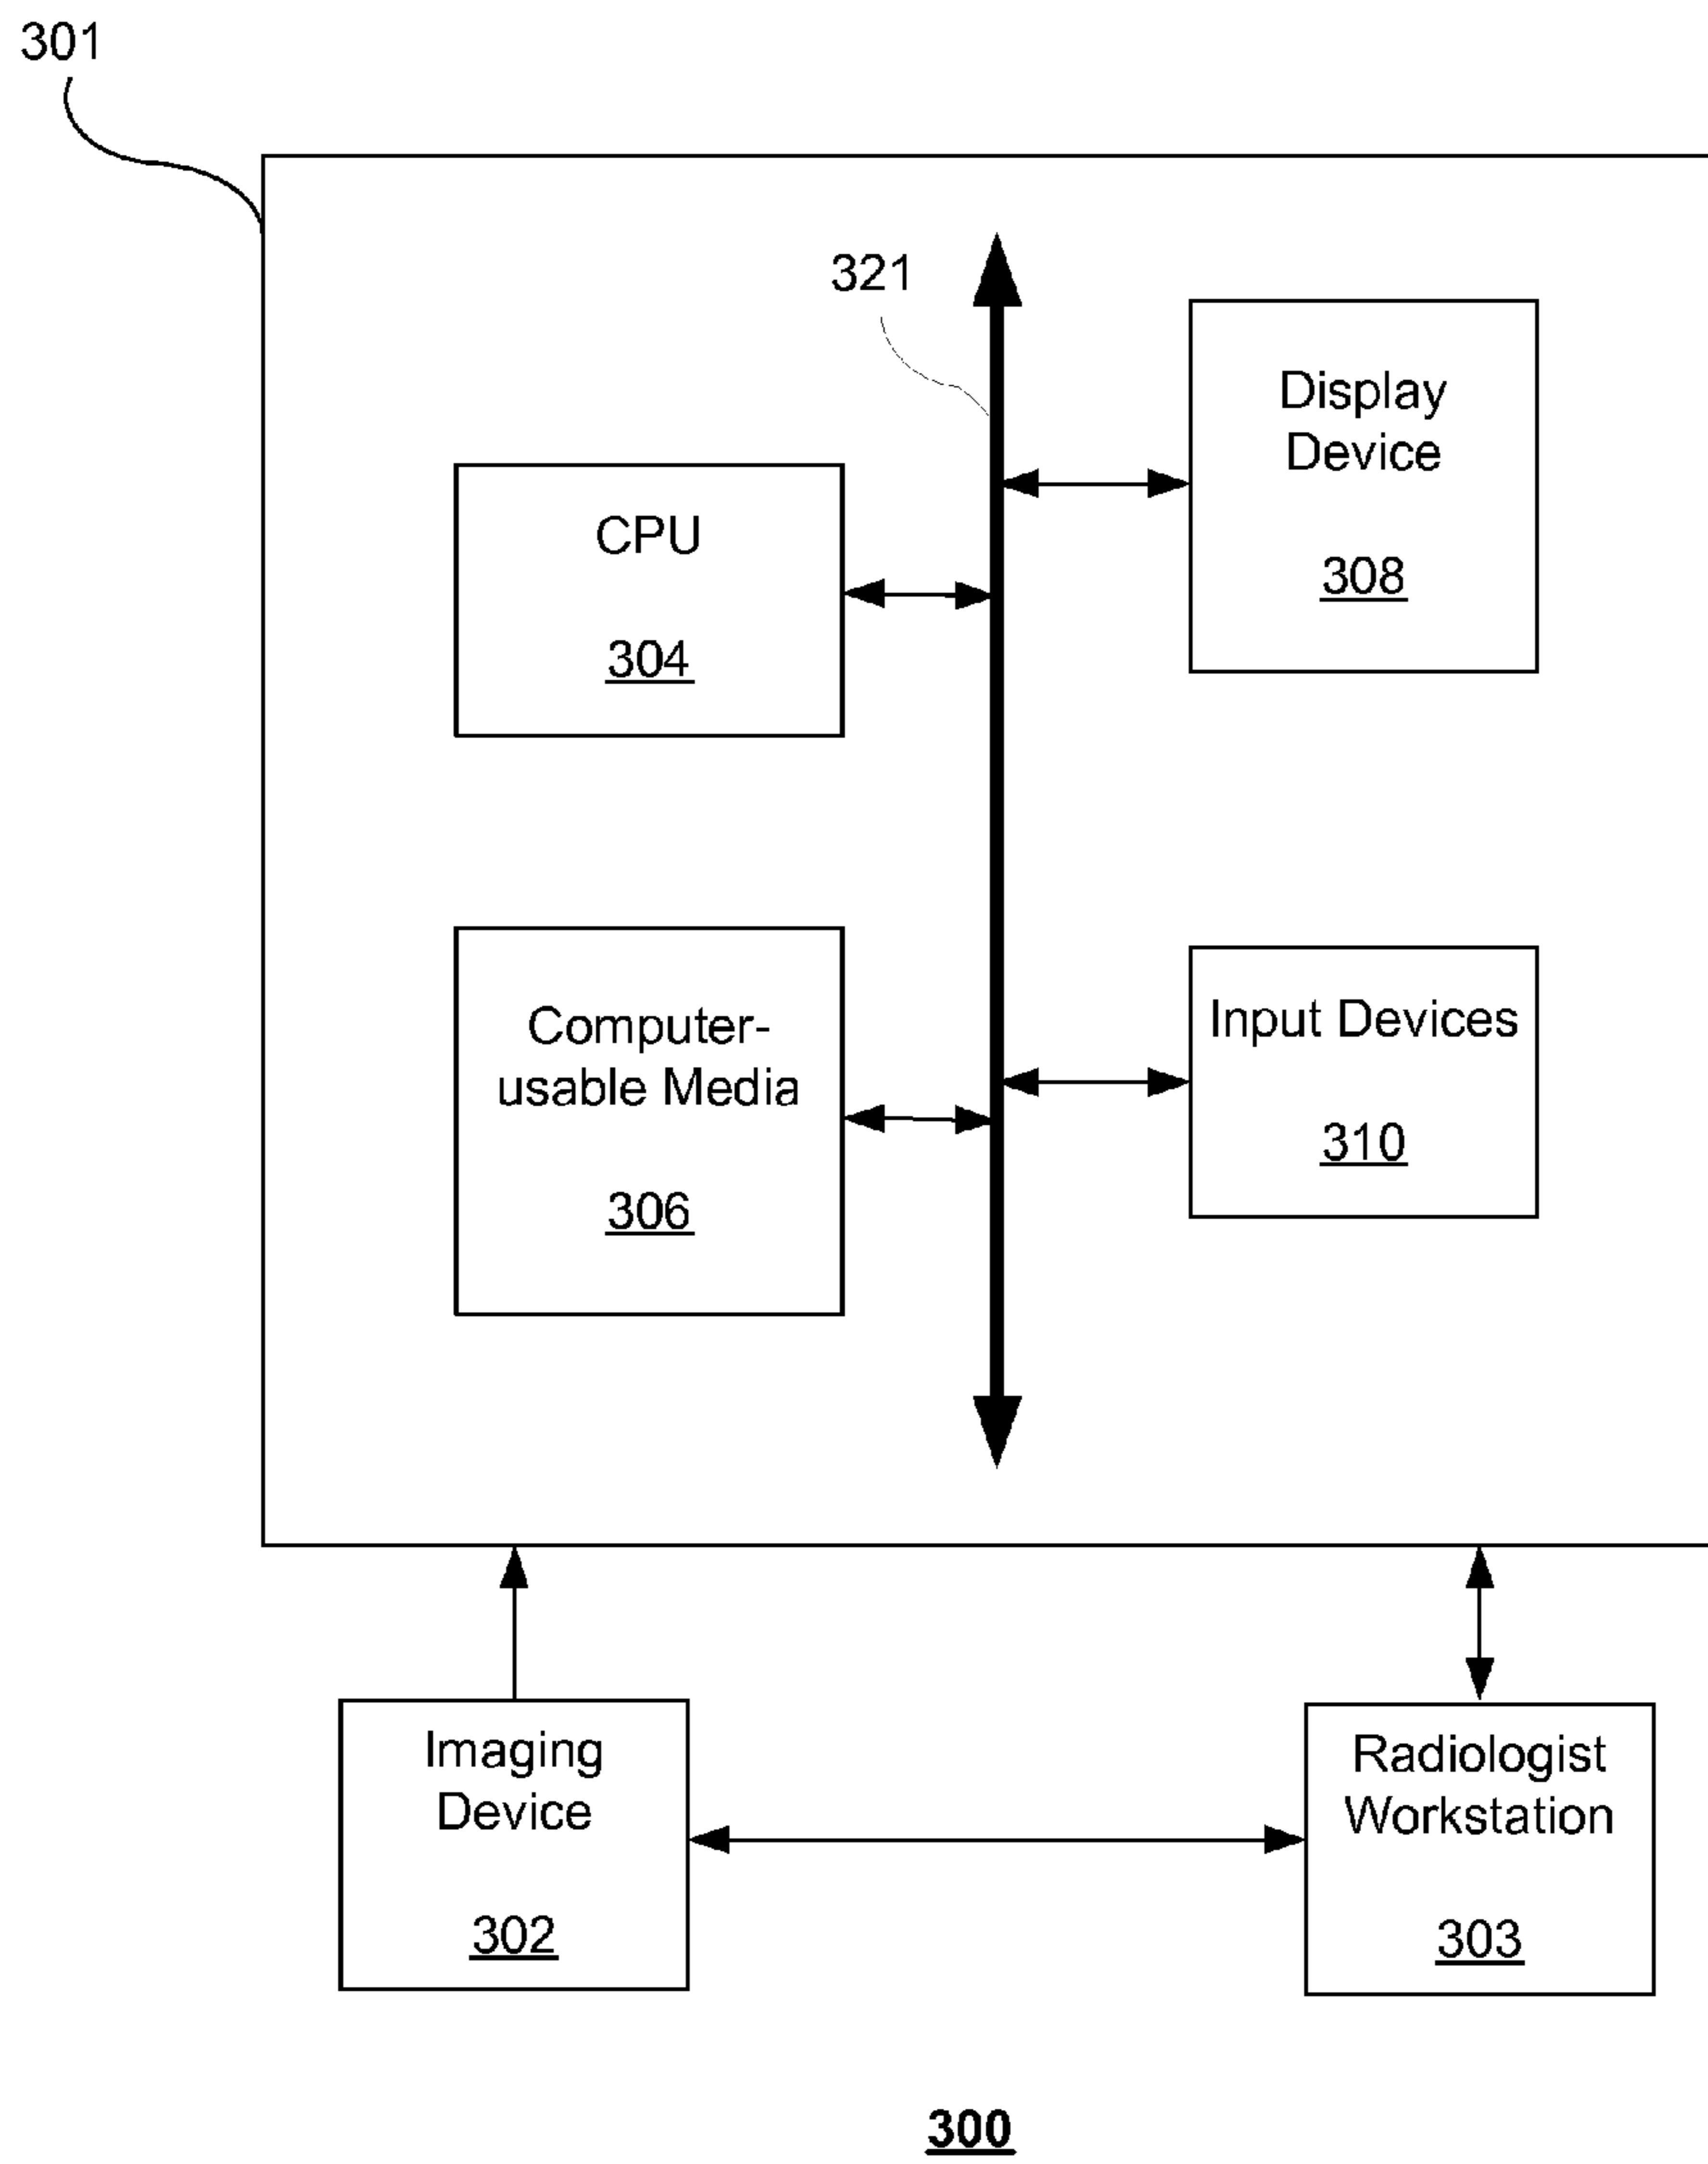 301
321
Display
Device
308
CPU
304
Computer-
usable Media
306
Input Devices
310
Imaging
Device
302
Radiologist
Workstation
303
300